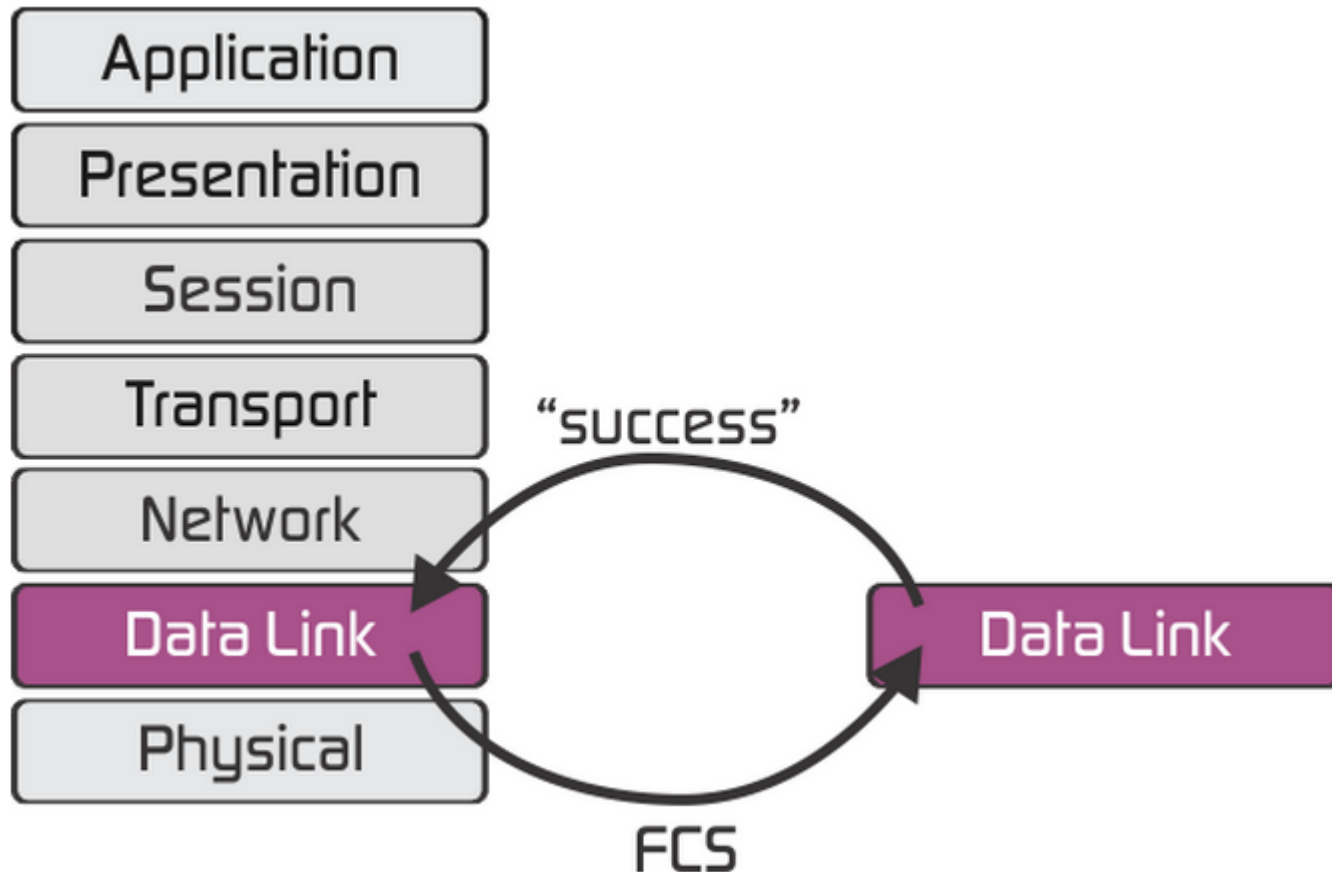 Application
Presentation
Session
Transport
“success”
Network
Data Link
Data Link
Physical
FCS